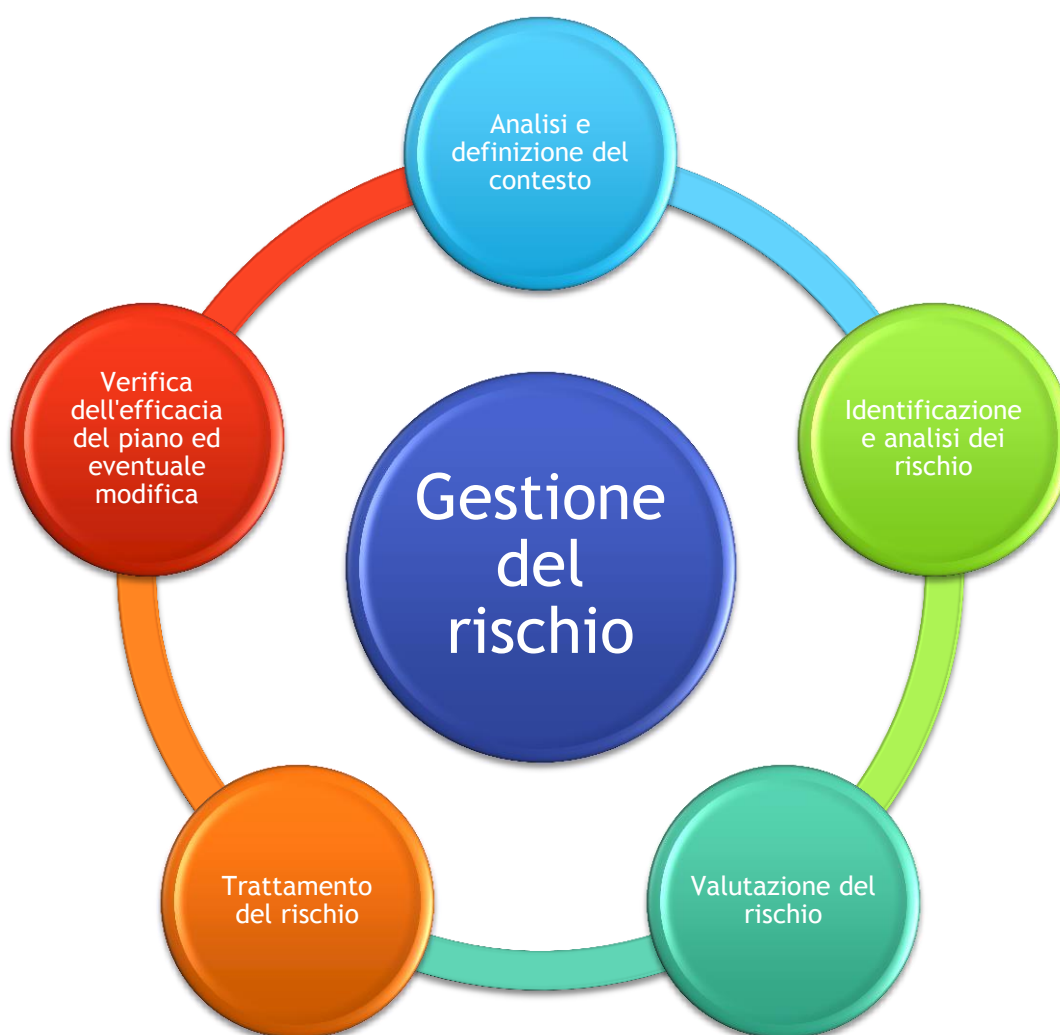 Analisi e
definizione del
contesto
Identificazione
e analisi dei
rischio
Valutazione del
rischio
Trattamento
del rischio
Verifica
dell'efficacia
del piano ed
eventuale
modifica
Gestione
del
rischio